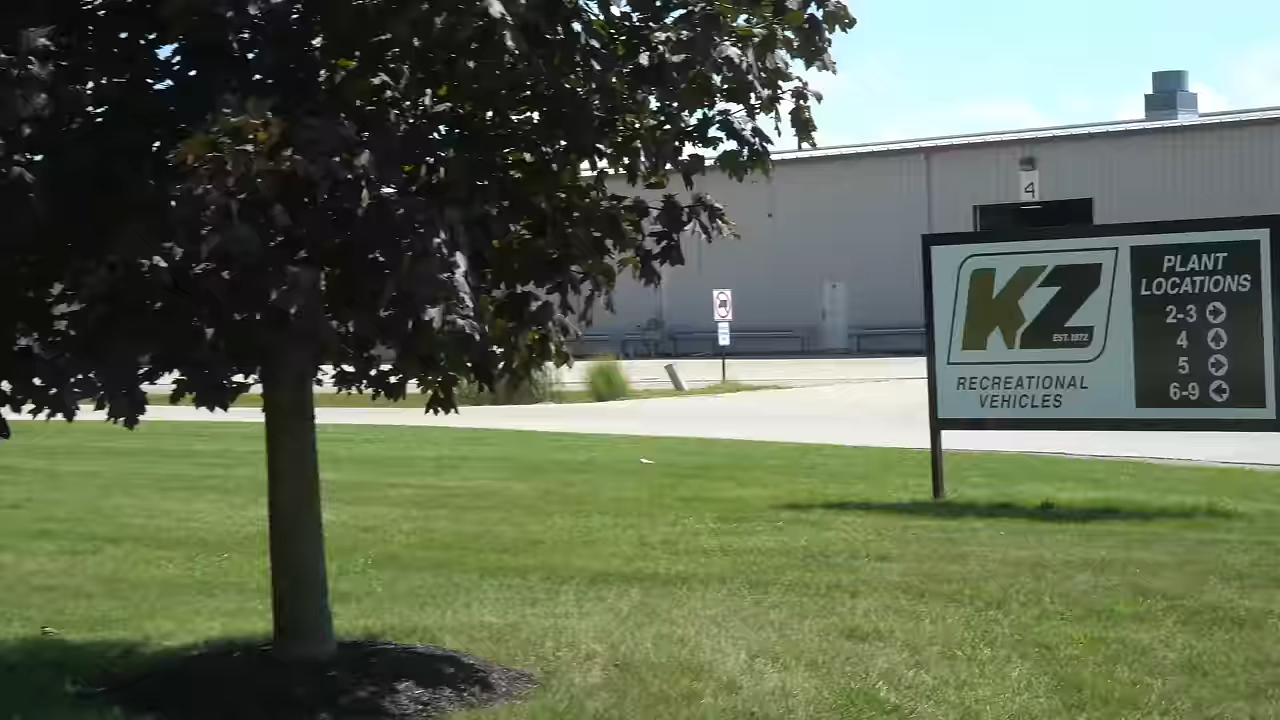 4
KZ
EST. 1972
RECREATIONAL
VEHICLES
PLANT
LOCATIONS
2-3
4
5
6-9